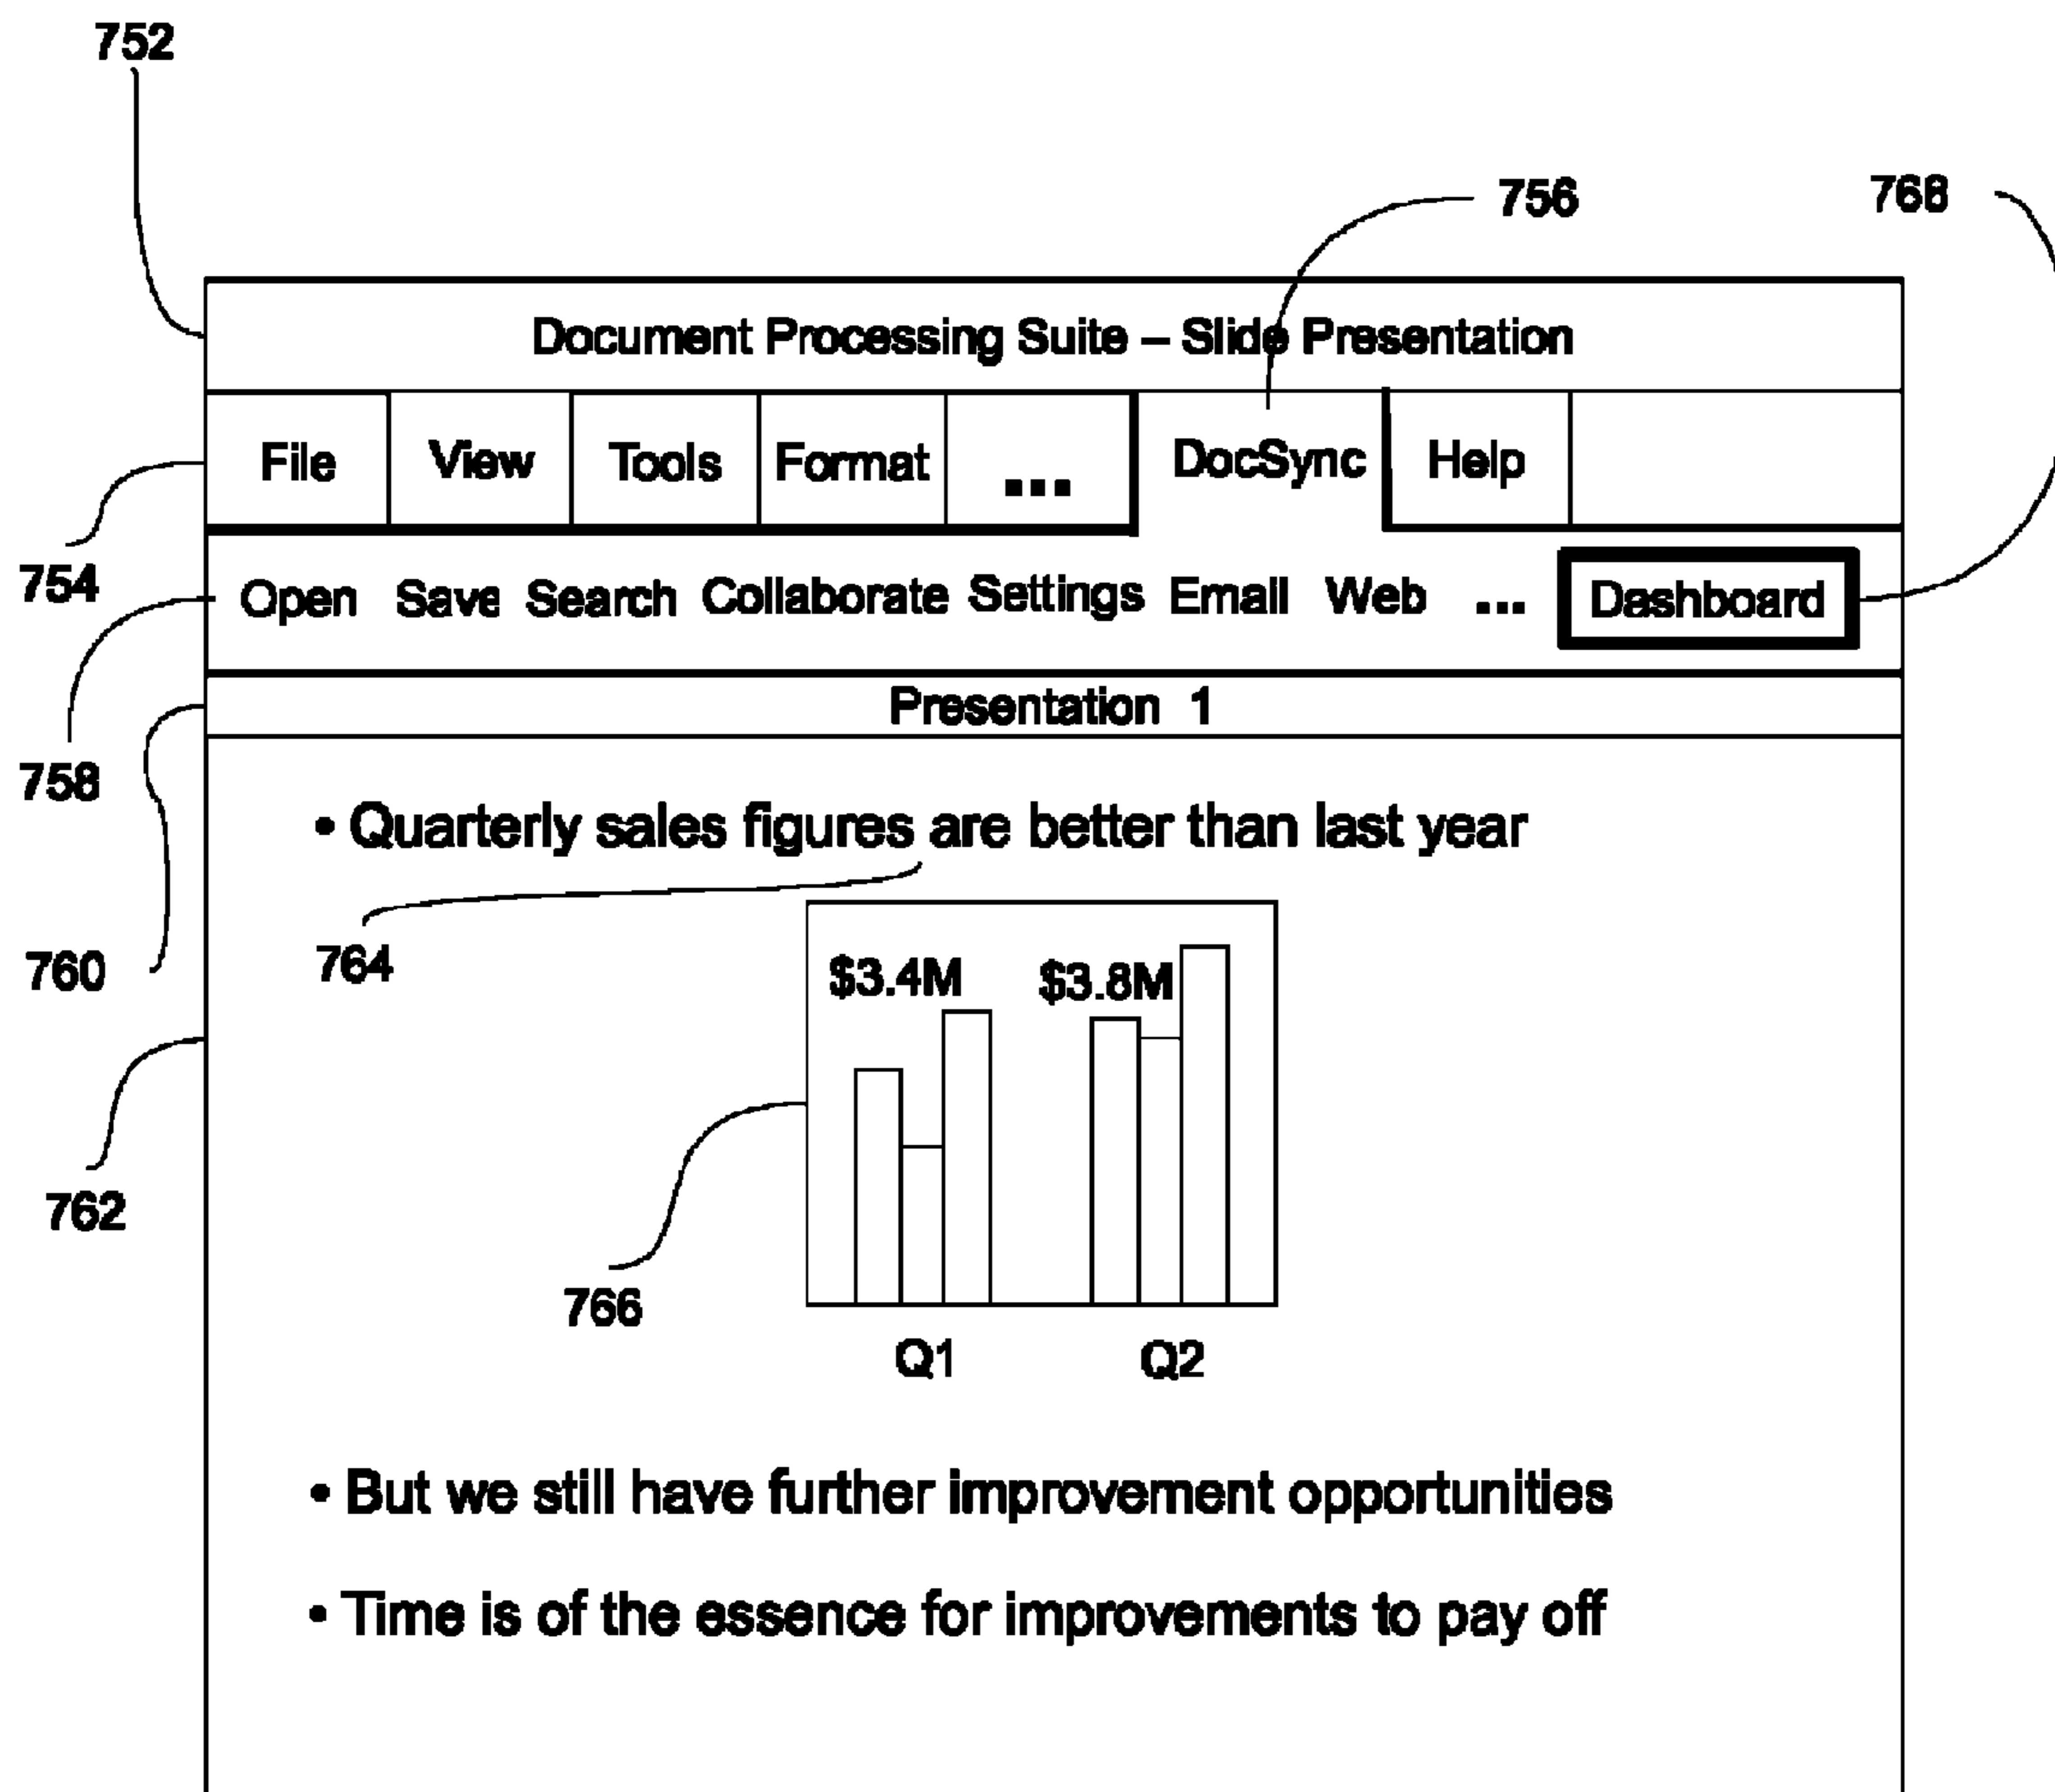 752
756 768
Document Processing Suite – Slide Presentation
File View Tools Format ... DocSync Help
754
Open Save Search Collaborate Settings Email Web ... Dashboard
Presentation 1
758
• Quarterly sales figures are better than last year
760 764 $3.4M $3.8M
762
766
Q1 Q2
• But we still have further improvement opportunities
• Time is of the essence for improvements to pay off